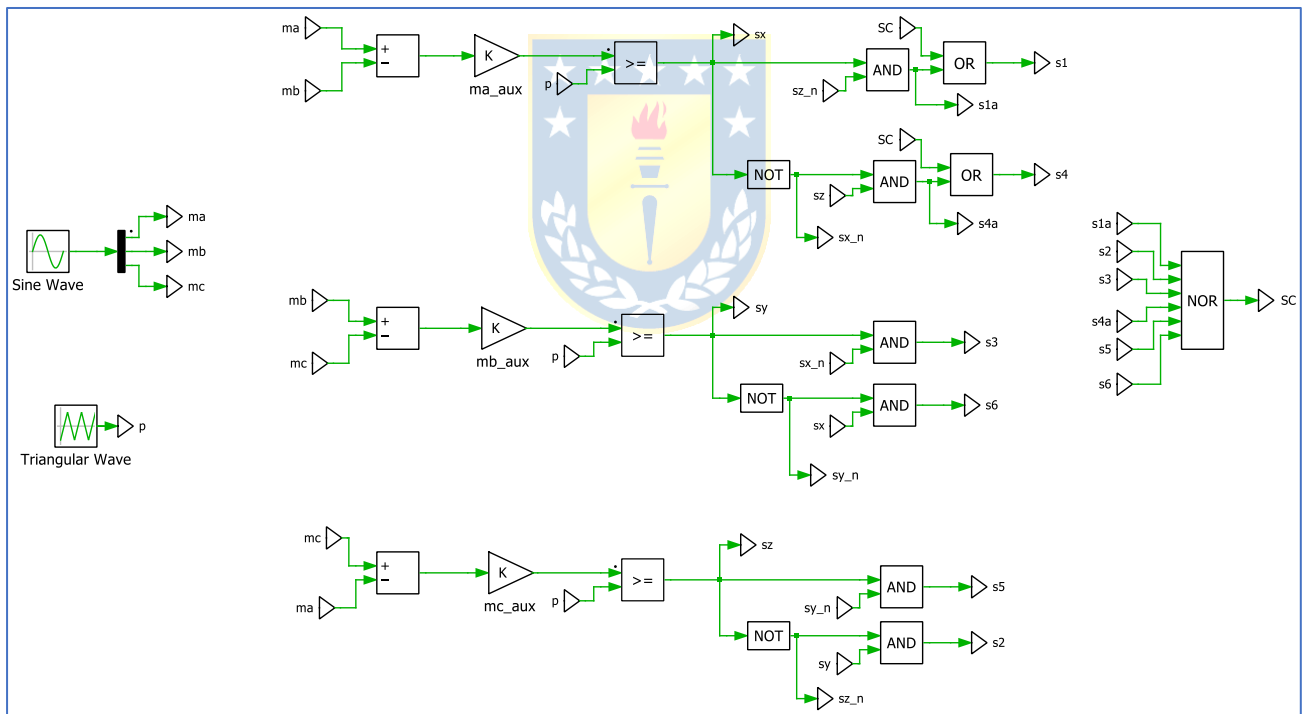 ma
mb
+
−
K
ma_aux
p
>=
sx
sz_n
AND
SC
OR
s1
s1a
NOT
sx_n
sz
AND
SC
OR
s4
s4a
Sine Wave
ma
mb
mc
Triangular Wave
p
mb
mc
+
−
K
mb_aux
p
>=
sy
sx_n
AND
s3
NOT
sx
AND
s6
sy_n
mc
ma
+
−
K
mc_aux
p
>=
sz
sy_n
AND
s5
NOT
sy
AND
s2
sz_n
s1a
s2
s3
s4a
s5
s6
NOR
SC